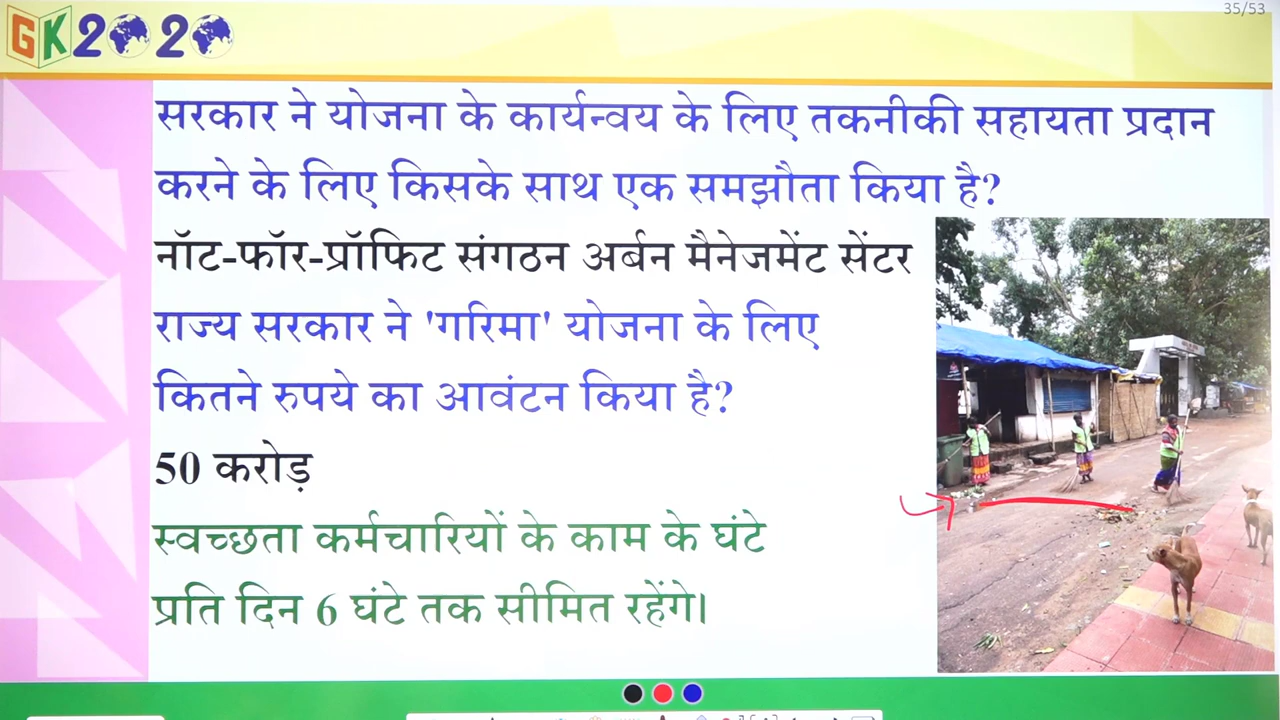 35/53
GK2020
सरकार ने योजना के कार्यन्वय के लिए तकनीकी सहायता प्रदान
करने के लिए किसके साथ एक समझौता किया है?
नॉट-फॉर-प्रॉफिट संगठन अर्बन मैनेजमेंट सेंटर
राज्य सरकार ने 'गरिमा' योजना के लिए
कितने रुपये का आवंटन किया है?
50 करोड़
स्वच्छता कर्मचारियों के काम के घंटे
प्रति दिन 6 घंटे तक सीमित रहेंगे।